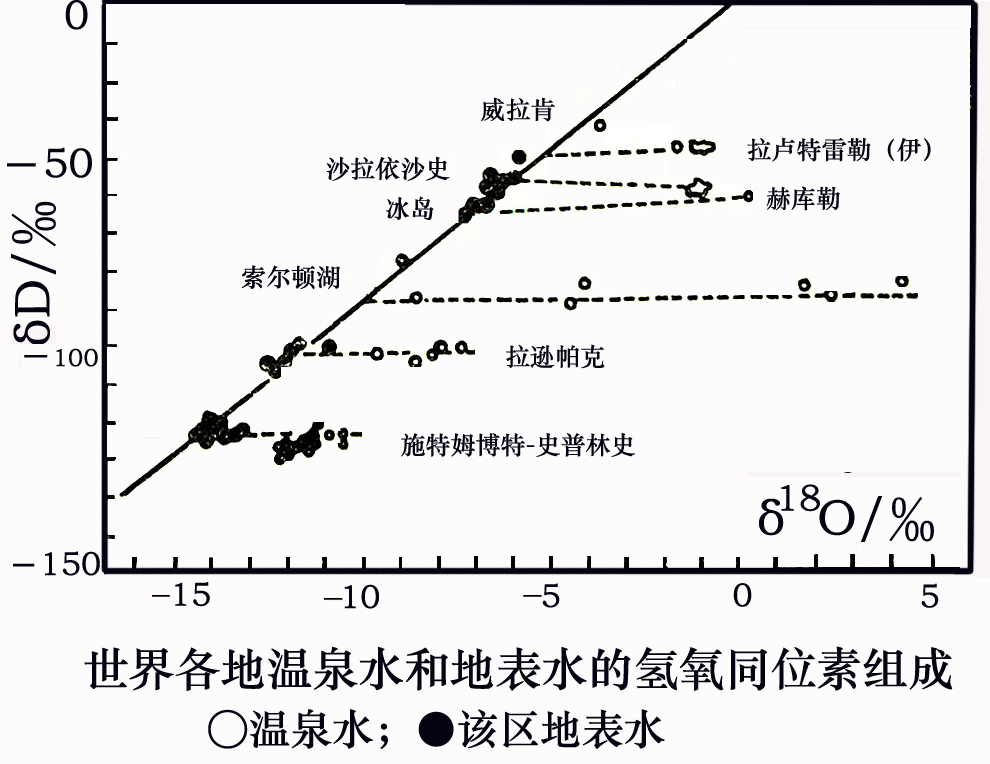 0
威拉肯
-50
拉卢特雷勒（伊）
沙拉依沙史
赫库勒
冰岛
索尔顿湖
δD/‰
-100
拉逊帕克
施特姆博特-史普林史
δ18O/‰
-150
-15 -10 -5 0 5
世界各地温泉水和地表水的氢氧同位素组成
○温泉水；●该区地表水